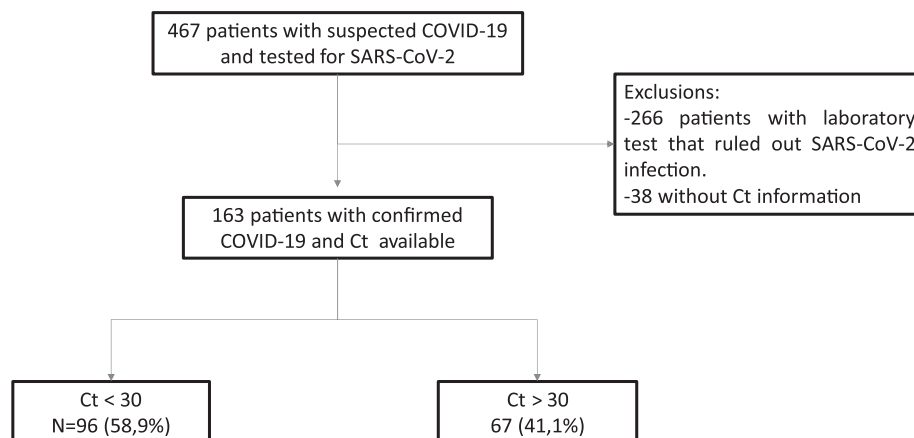 467 patients with suspected COVID-19
and tested for SARS-CoV-2
Exclusions:
-266 patients with laboratory
test that ruled out SARS-CoV-2
infection.
-38 without Ct information
163 patients with confirmed
COVID-19 and Ct available
Ct < 30
N=96 (58,9%)
Ct > 30
67 (41,1%)